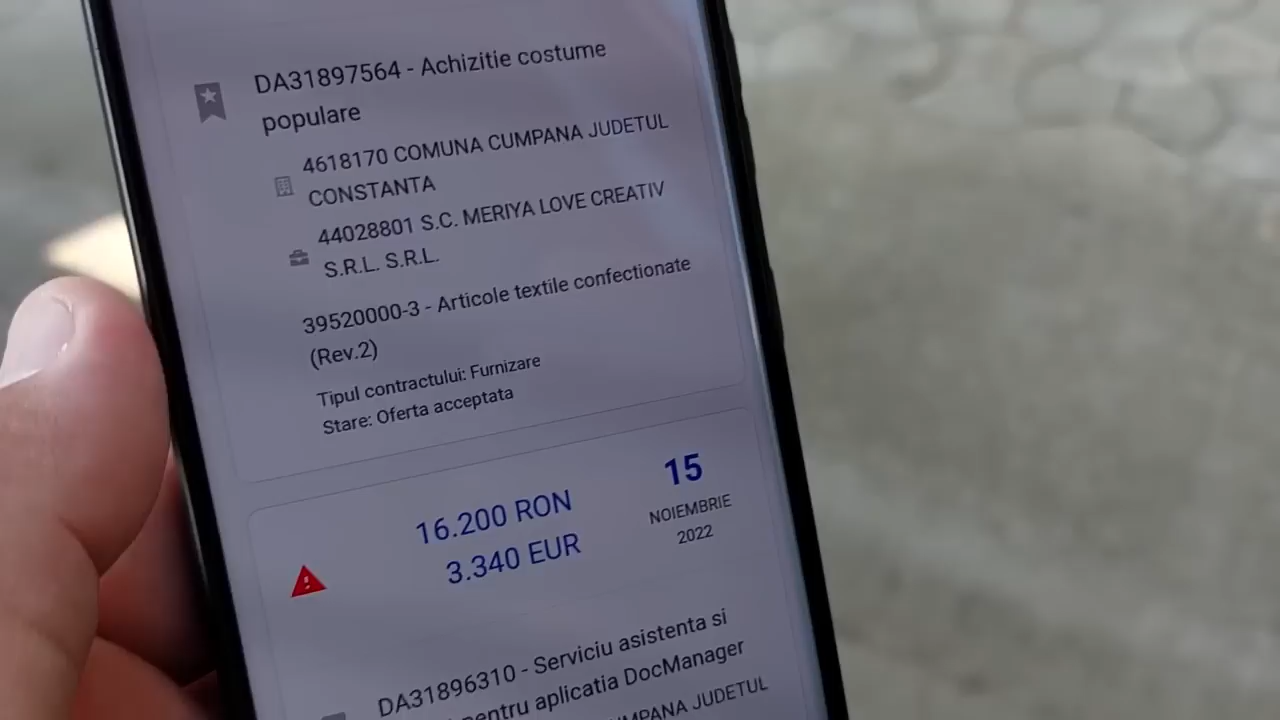 DA31897564 - Achizitie costume
populare
4618170 COMUNA CUMPANA JUDETUL
CONSTANTA
44028801 S.C. MERIYA LOVE CREATIV
S.R.L. S.R.L.
39520000-3 - Articole textile confectionate
(Rev.2)
Tipul contractului: Furnizare
Stare: Oferta acceptata
16.200 RON
3.340 EUR
15
NOIEMBRIE
2022
DA31896310 - Serviciu asistenta si
pentru aplicatia DocManager
CUMPANA JUDETUL